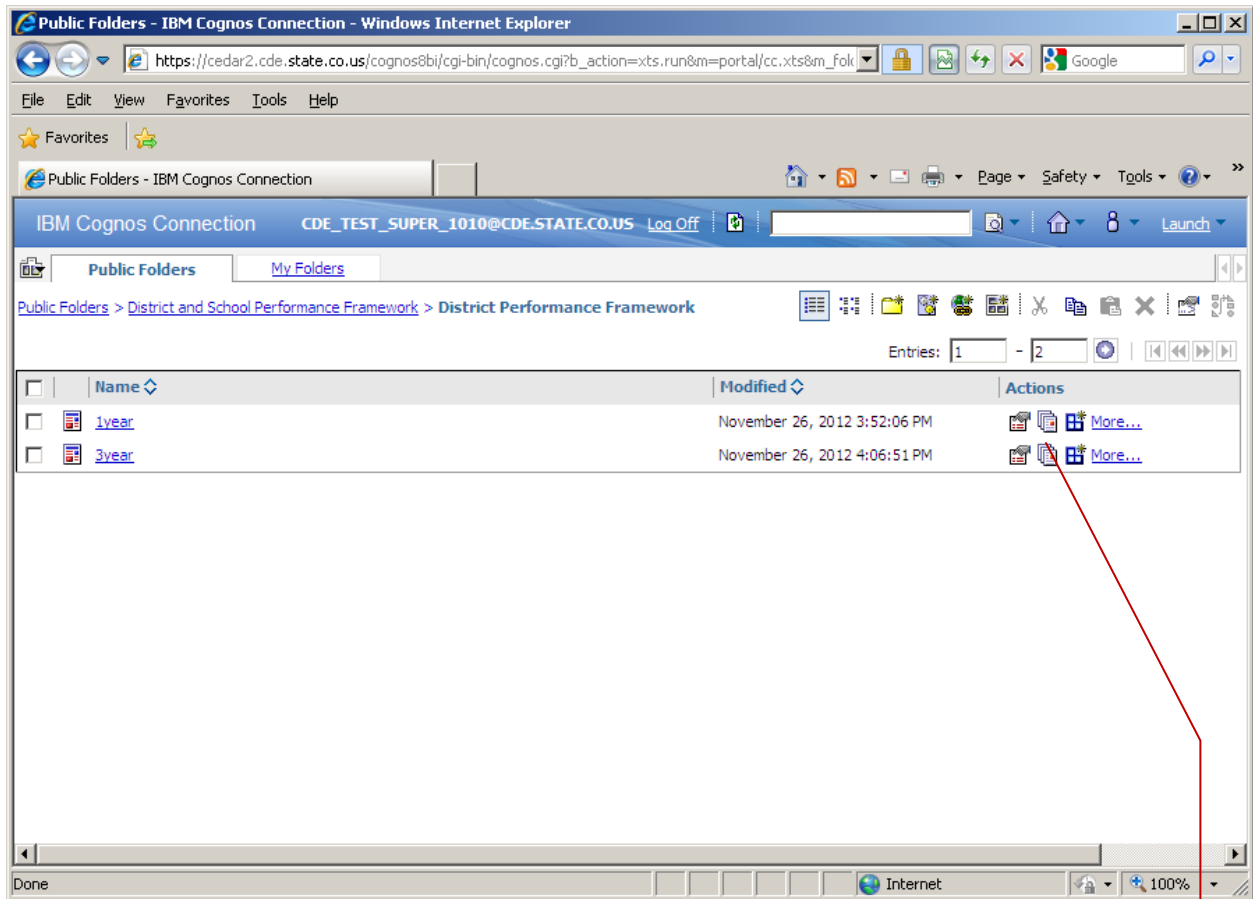 Public Folders - IBM Cognos Connection - Windows Internet Explorer
https://cedar2.cde.state.co.us/cognos8bi/cgi-bin/cognos.cgi?b_action=xts.run&m=portal/cc.xts&m_fol
Google
File Edit View Favorites Tools Help
Favorites
Public Folders - IBM Cognos Connection
Page Safety Tools »
IBM Cognos Connection CDE_TEST_SUPER_1010@CDE.STATE.CO.US Log Off Launch
Public Folders My Folders
Public Folders > District and School Performance Framework > District Performance Framework
Entries: 1 - 2
Name Modified Actions
1year November 26, 2012 3:52:06 PM More...
3year November 26, 2012 4:06:51 PM More...
Done Internet 100%